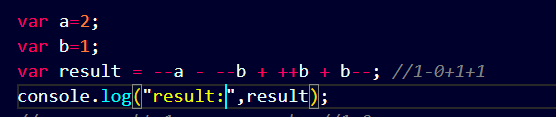 var a=2;
var b=1;
var result = --a - --b + ++b + b--; //1-0+1+1
console.log("result:",result);